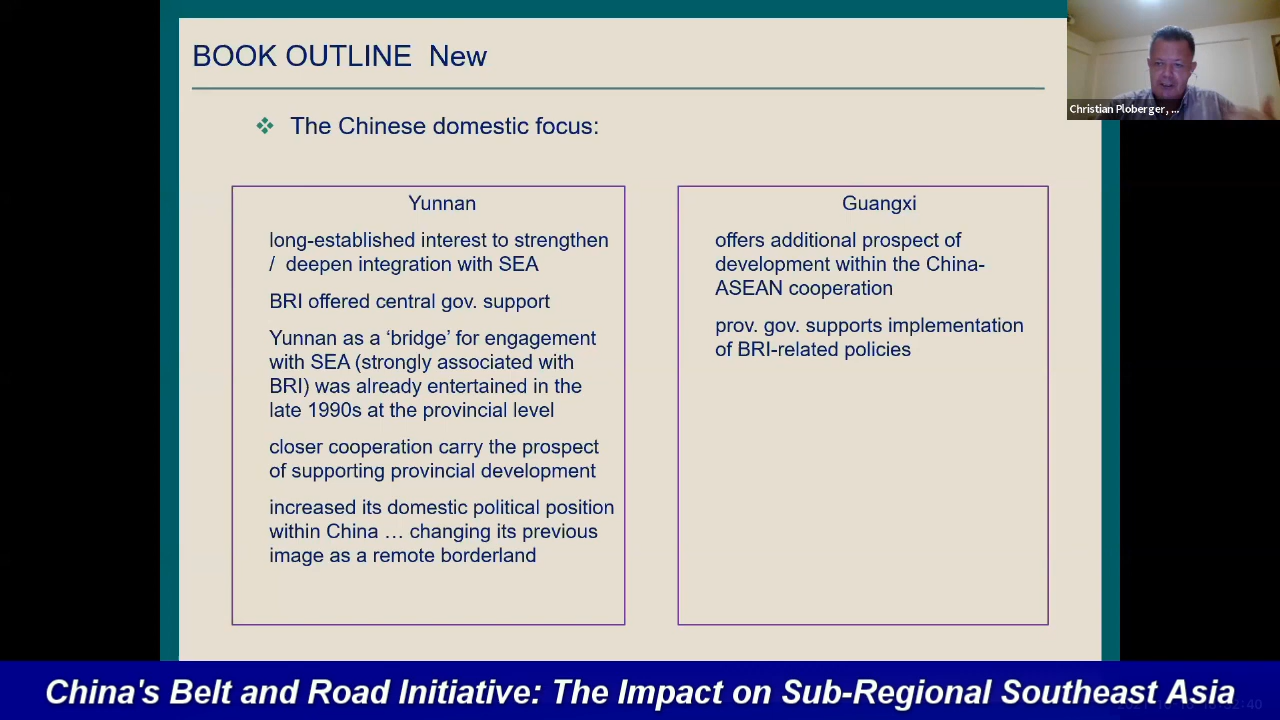 BOOK OUTLINE  New
Christian Ploberger, ...
❖ The Chinese domestic focus:
Yunnan
long-established interest to strengthen
/  deepen integration with SEA
BRI offered central gov. support
Yunnan as a ‘bridge’ for engagement
with SEA (strongly associated with
BRI) was already entertained in the
late 1990s at the provincial level
closer cooperation carry the prospect
of supporting provincial development
increased its domestic political position
within China … changing its previous
image as a remote borderland
Guangxi
offers additional prospect of
development within the China-
ASEAN cooperation
prov. gov. supports implementation
of BRI-related policies
China's Belt and Road Initiative: The Impact on Sub-Regional Southeast Asia